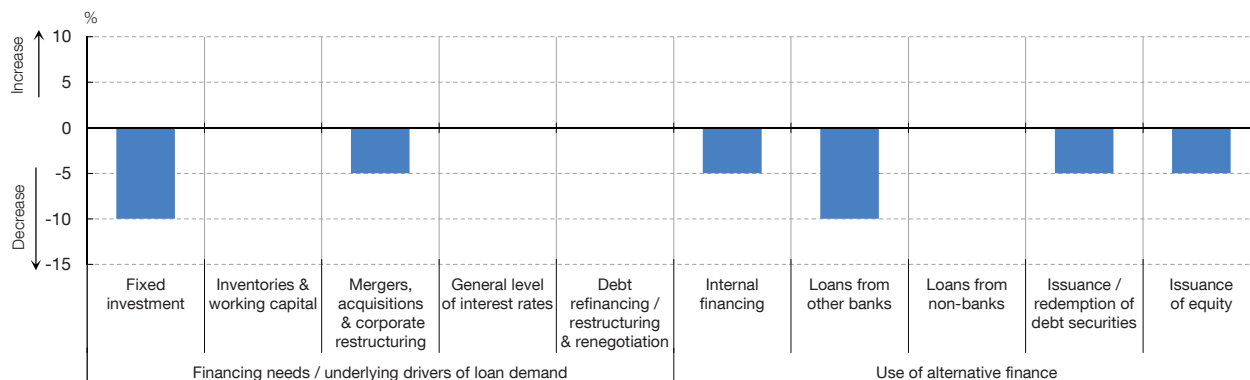 %
Increase
Decrease
10
5
0
-5
-10
-15
Fixed
investment
Inventories &
working capital
Mergers,
acquisitions
& corporate
restructuring
General level
of interest rates
Debt
refinancing /
restructuring
& renegotiation
Internal
financing
Loans from
other banks
Loans from
non-banks
Issuance /
redemption of
debt securities
Issuance
of equity
Financing needs / underlying drivers of loan demand
Use of alternative finance